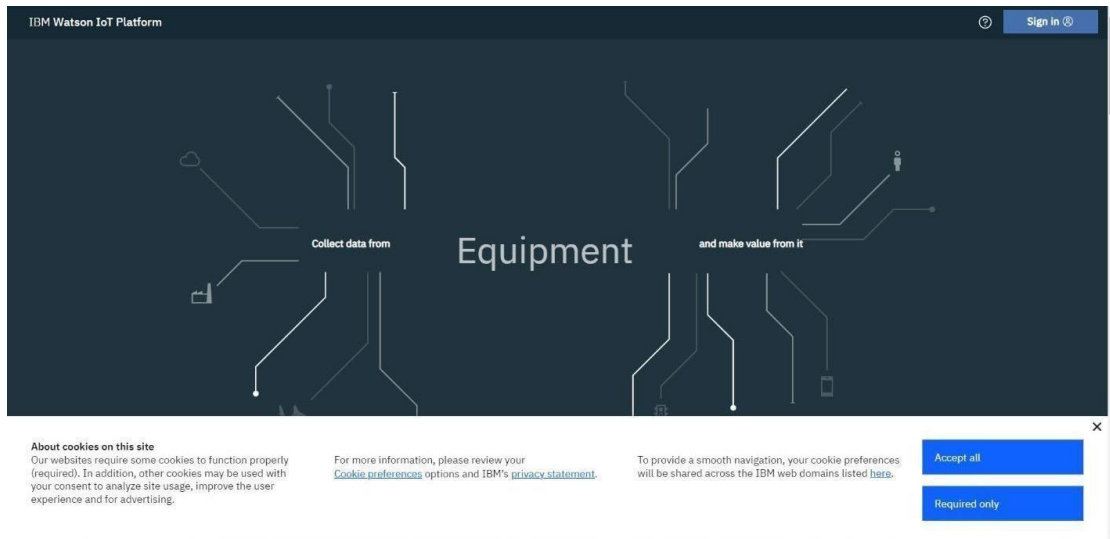 IBM Watson IoT Platform
Sign in
Collect data from
Equipment
and make value from it
About cookies on this site
Our websites require some cookies to function properly
(required). In addition, other cookies may be used with
your consent to analyze site usage, improve the user
experience and for advertising.
For more information, please review your
Cookie preferences options and IBM's privacy statement.
To provide a smooth navigation, your cookie preferences
will be shared across the IBM web domains listed here.
Accept all
Required only